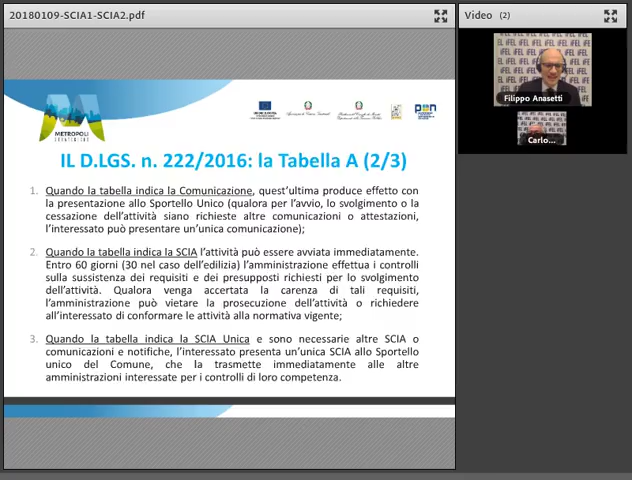 20180109-SCIA1-SCIA2.pdf
Video (2)
iFEL
Filippo Anasetti
Carlo...
METROPOLI
STRATEGICHE
pon
IL D.LGS. n. 222/2016: la Tabella A (2/3)
1. Quando la tabella indica la Comunicazione, quest'ultima produce effetto con
la presentazione allo Sportello Unico (qualora per l'avvio, lo svolgimento o la
cessazione dell'attività siano richieste altre comunicazioni o attestazioni,
l'interessato può presentare un'unica comunicazione);
2. Quando la tabella indica la SCIA l'attività può essere avviata immediatamente.
Entro 60 giorni (30 nel caso dell'edilizia) l'amministrazione effettua i controlli
sulla sussistenza dei requisiti e dei presupposti richiesti per lo svolgimento
dell'attività. Qualora venga accertata la carenza di tali requisiti,
l'amministrazione può vietare la prosecuzione dell'attività o richiedere
all'interessato di conformare le attività alla normativa vigente;
3. Quando la tabella indica la SCIA Unica e sono necessarie altre SCIA o
comunicazioni e notifiche, l'interessato presenta un'unica SCIA allo Sportello
unico del Comune, che la trasmette immediatamente alle altre
amministrazioni interessate per i controlli di loro competenza.